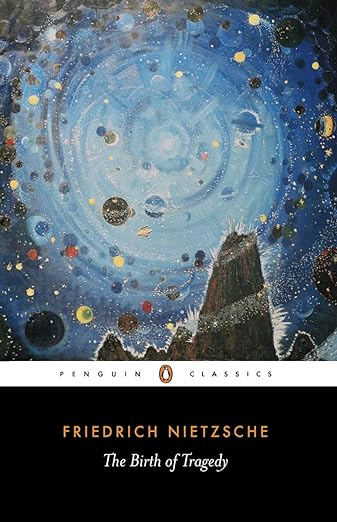 PENGUIN CLASSICS
FRIEDRICH NIETZSCHE
The Birth of Tragedy